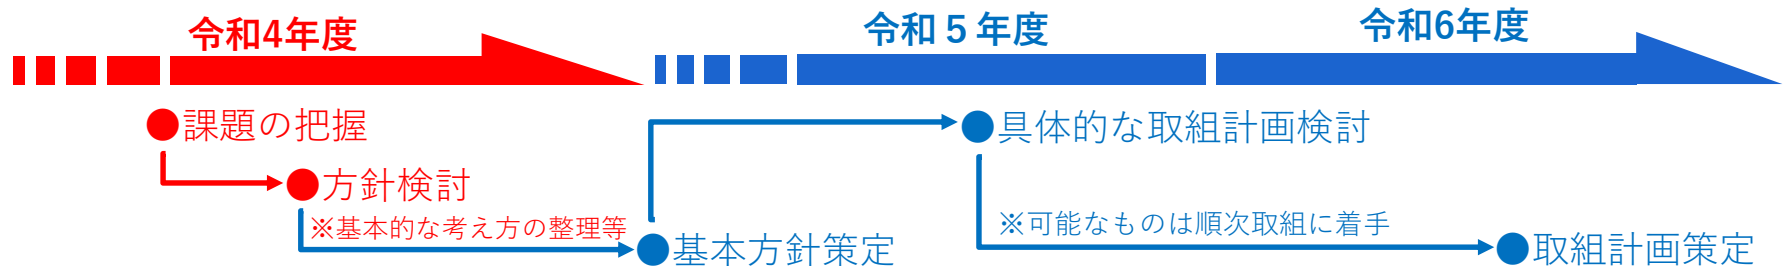 令和4年度
令和５年度
令和6年度
●課題の把握
●方針検討
※基本的な考え方の整理等
●基本方針策定
●具体的な取組計画検討
※可能なものは順次取組に着手
●取組計画策定